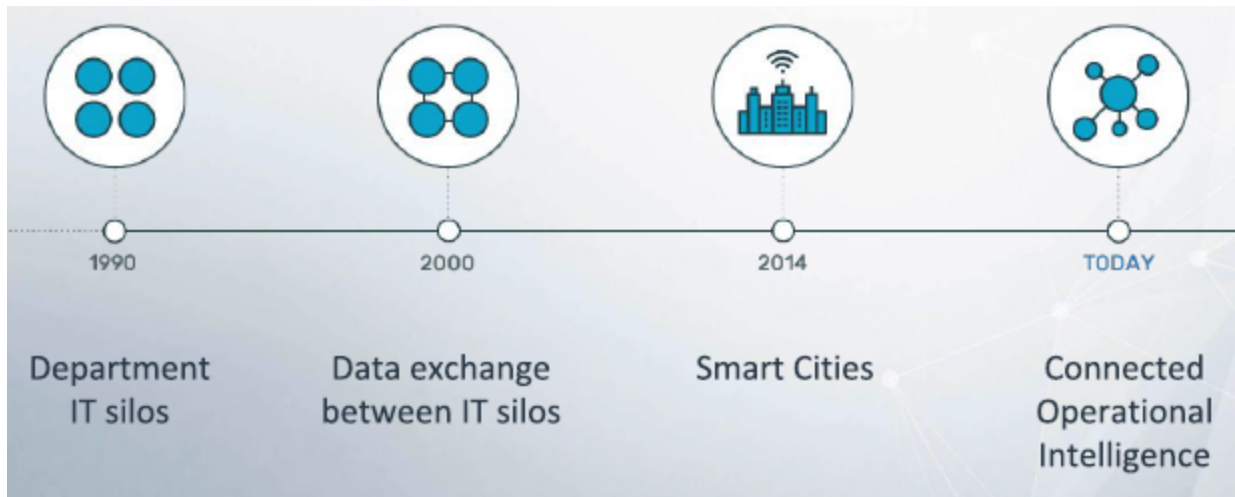 1990
2000
2014
TODAY
Department
IT silos
Data exchange
between IT silos
Smart Cities
Connected
Operational
Intelligence